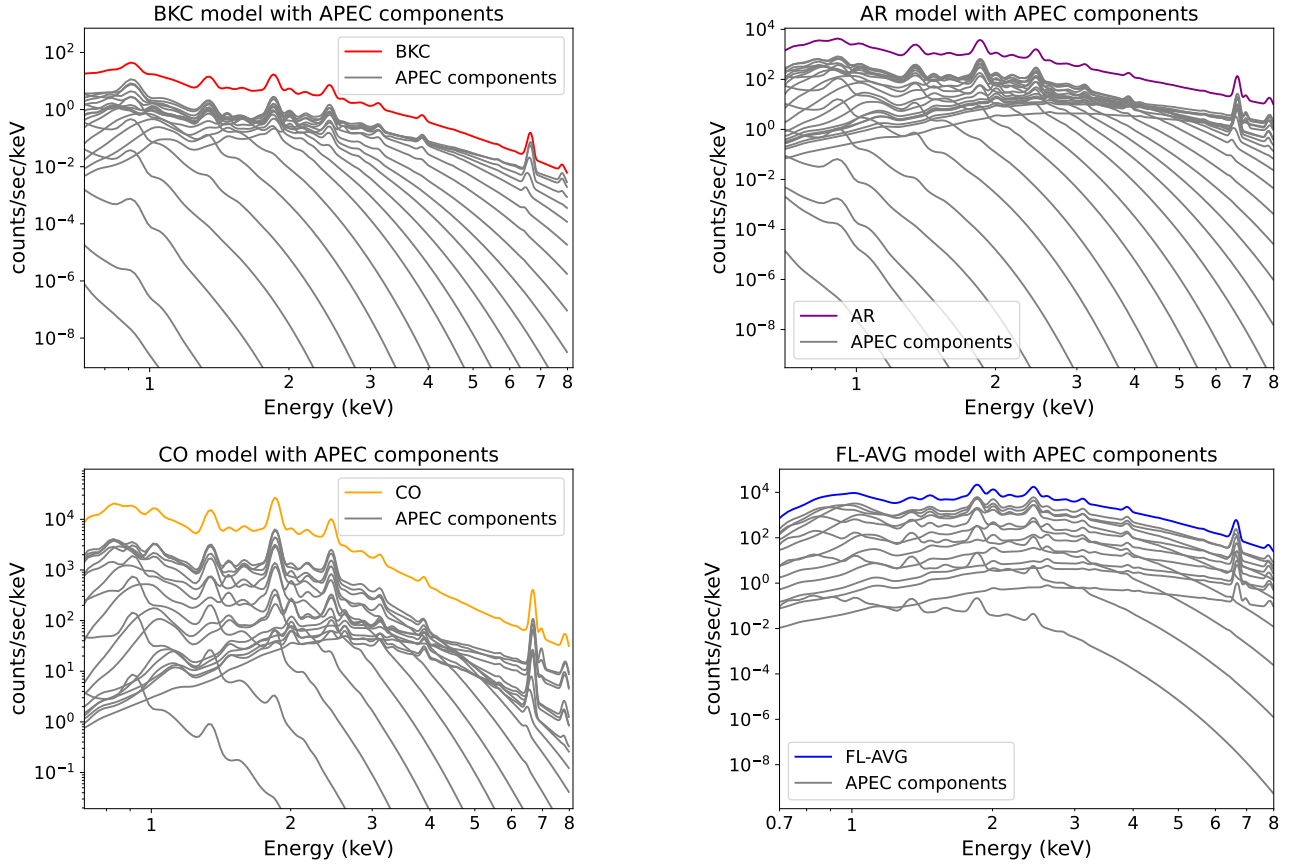 BKC model with APEC components
BKC
APEC components
10^2
10^0
10^−2
10^−4
10^−6
10^−8
counts/sec/keV
1 2 3 4 5 6 7 8
Energy (keV)
AR model with APEC components
AR
APEC components
10^4
10^2
10^0
10^−2
10^−4
10^−6
10^−8
counts/sec/keV
1 2 3 4 5 6 7 8
Energy (keV)
CO model with APEC components
CO
APEC components
10^4
10^3
10^2
10^1
10^0
10^−1
counts/sec/keV
1 2 3 4 5 6 7 8
Energy (keV)
FL-AVG model with APEC components
FL-AVG
APEC components
10^4
10^2
10^0
10^−2
10^−4
10^−6
10^−8
counts/sec/keV
0.7 1 2 3 4 5 6 7 8
Energy (keV)